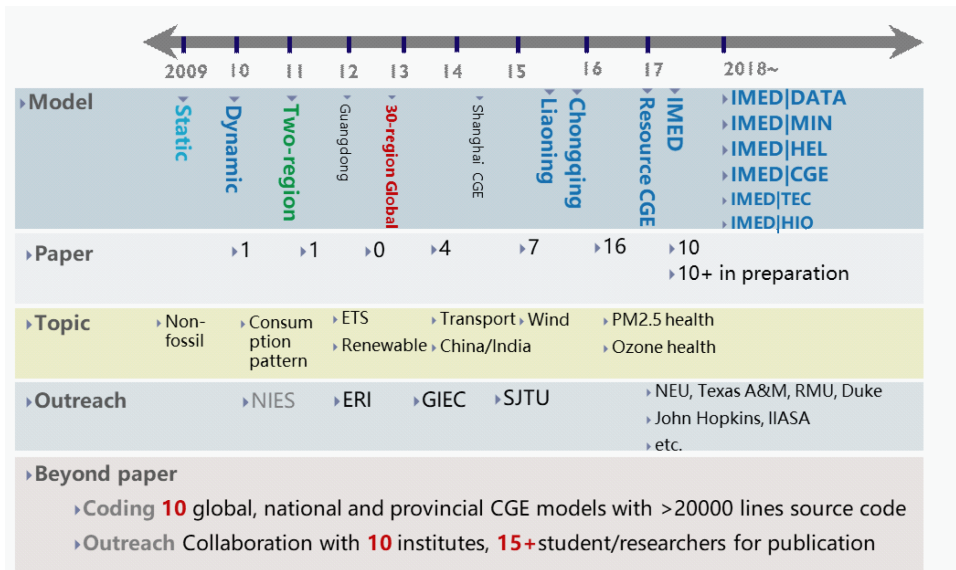 2009 10 11 12 13 14 15 16 17 2018~
Model
Static
Dynamic
Two-region
Guangdong
30-region Global
Shanghai CGE
Liaoning
Chongqing
Resource CGE
IMED
IMED|DATA
IMED|MIN
IMED|HEL
IMED|CGE
IMED|TEC
IMED|HIO
Paper
1 1 0 4 7 16 10
10+ in preparation
Topic
Non-
fossil
Consum
ption
pattern
ETS
Renewable
Transport
China/India
Wind
PM2.5 health
Ozone health
Outreach
NIES
ERI
GIEC
SJTU
NEU, Texas A&M, RMU, Duke
John Hopkins, IIASA
etc.
Beyond paper
Coding 10 global, national and provincial CGE models with >20000 lines source code
Outreach Collaboration with 10 institutes, 15+student/researchers for publication